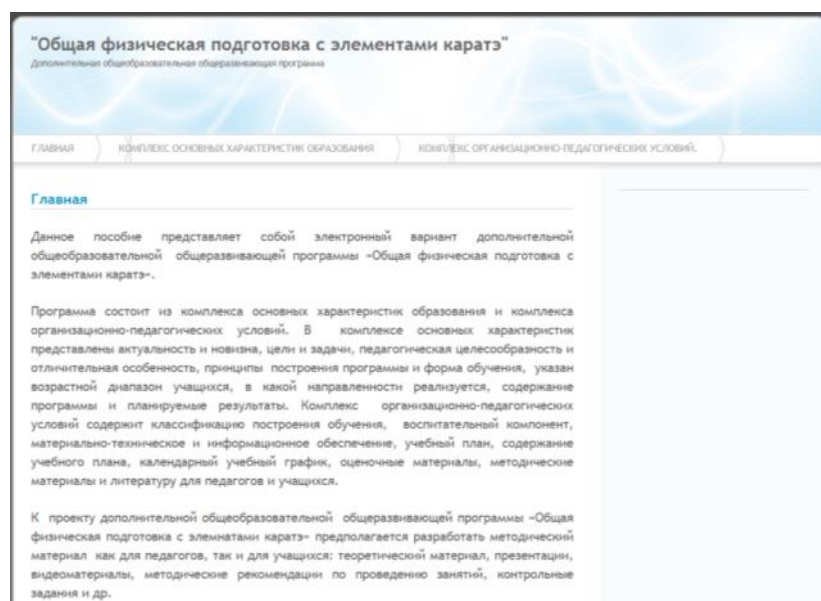 "Общая физическая подготовка с элементами каратэ"
Дополнительная общеобразовательная общеразвивающая программа
ГЛАВНАЯ
КОМПЛЕКС ОСНОВНЫХ ХАРАКТЕРИСТИК ОБРАЗОВАНИЯ
КОМПЛЕКС ОРГАНИЗАЦИОННО-ПЕДАГОГИЧЕСКИХ УСЛОВИЙ.
Главная
Данное пособие представляет собой электронный вариант дополнительной
общеобразовательной общеразвивающей программы «Общая физическая подготовка с
элементами каратэ».
Программа состоит из комплекса основных характеристик образования и комплекса
организационно-педагогических условий. В комплексе основных характеристик
представлены актуальность и новизна, цели и задачи, педагогическая целесообразность и
отличительная особенность, принципы построения программы и форма обучения, указан
возрастной диапазон учащихся, в какой направленности реализуется, содержание
программы и планируемые результаты. Комплекс организационно-педагогических
условий содержит классификацию построения обучения, воспитательный компонент,
материально-техническое и информационное обеспечение, учебный план, содержание
учебного плана, календарный учебный график, оценочные материалы, методические
материалы и литературу для педагогов и учащихся.
К проекту дополнительной общеобразовательной общеразвивающей программы «Общая
физическая подготовка с элемнатами каратэ» предполагается разработать методический
материал как для педагогов, так и для учащихся: теоретический материал, презентации,
видеоматериалы, методические рекомендации по проведению занятий, контрольные
задания и др.